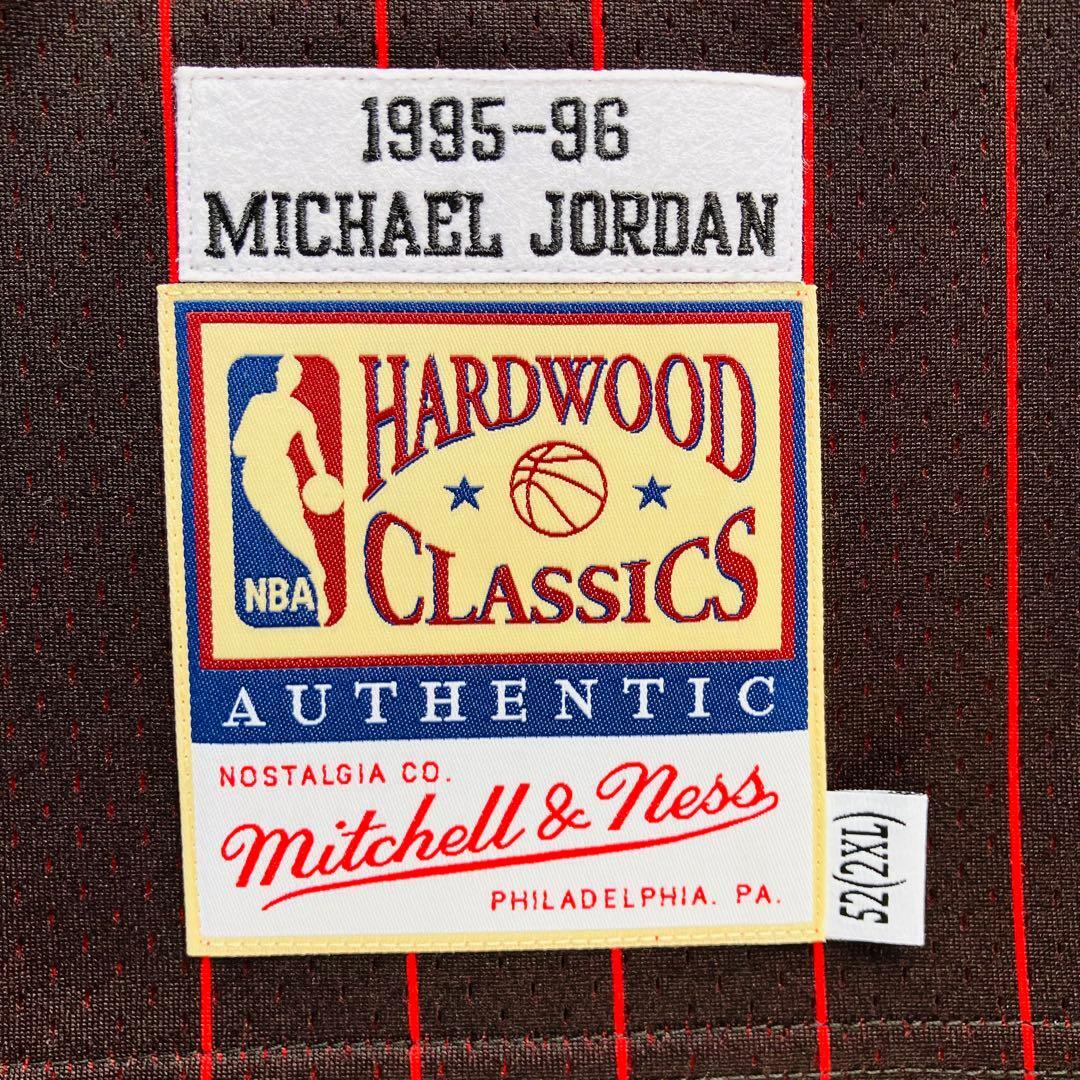 1995-96
MICHAEL JORDAN
HARDWOOD
CLASSICS
NBA
AUTHENTIC
NOSTALGIA CO.
Mitchell & Ness
PHILADELPHIA. PA.
52(2XL)